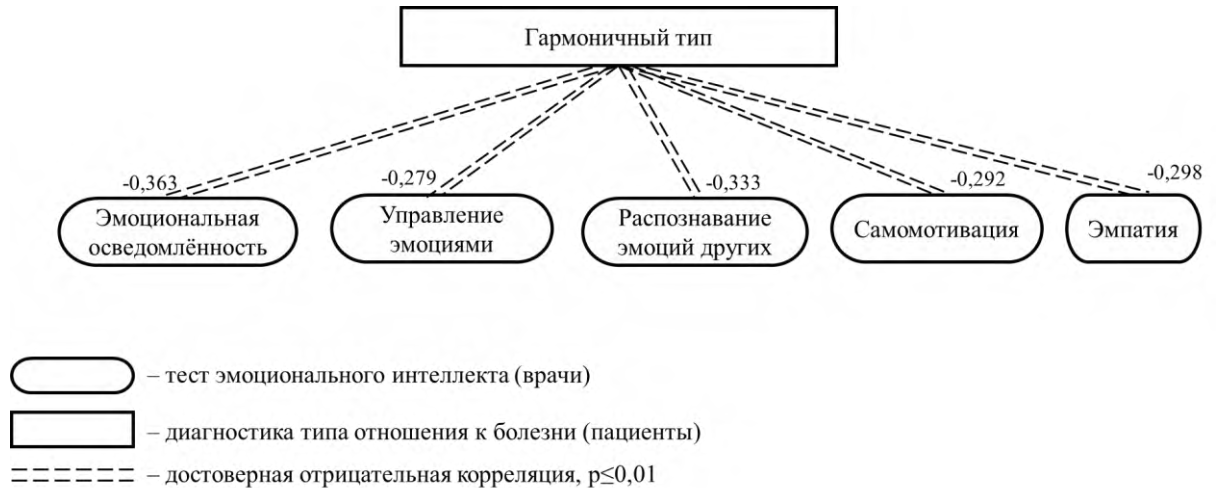 Гармоничный тип
-0,363
-0,279
-0,333
-0,292
-0,298
Эмоциональная
осведомлённость
Управление
эмоциями
Распознавание
эмоций других
Самомотивация
Эмпатия
– тест эмоционального интеллекта (врачи)
– диагностика типа отношения к болезни (пациенты)
– достоверная отрицательная корреляция, p≤0,01